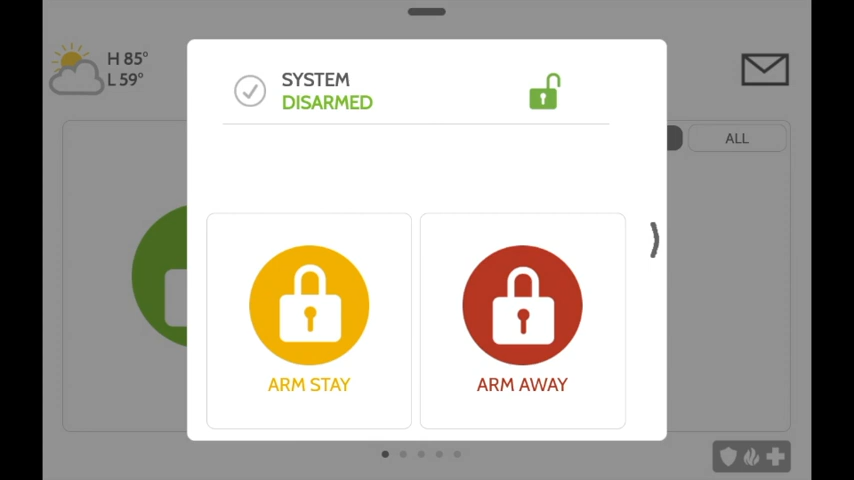 H 85°
L 59°
SYSTEM
DISARMED
ALL
ARM STAY
ARM AWAY